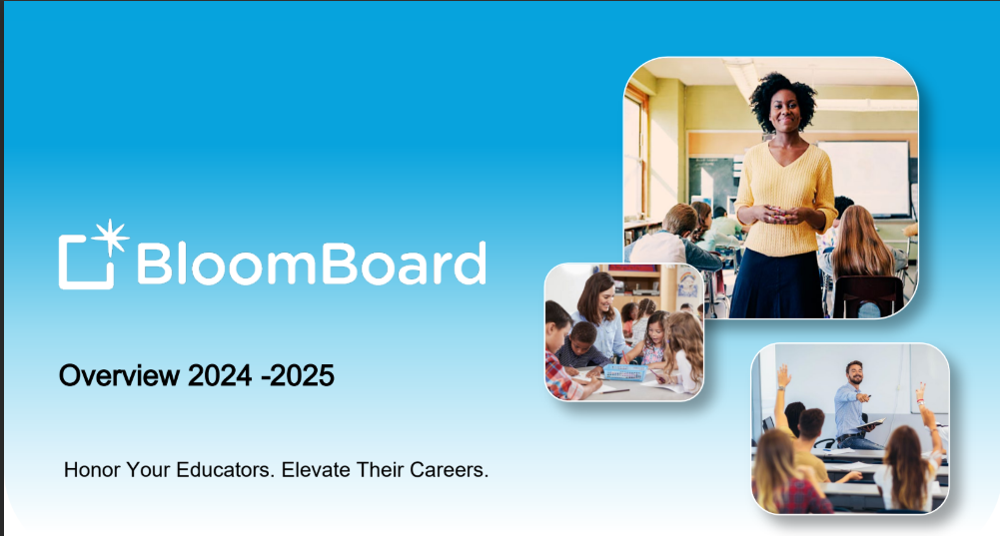 BloomBoard
Overview 2024 -2025
Honor Your Educators. Elevate Their Careers.